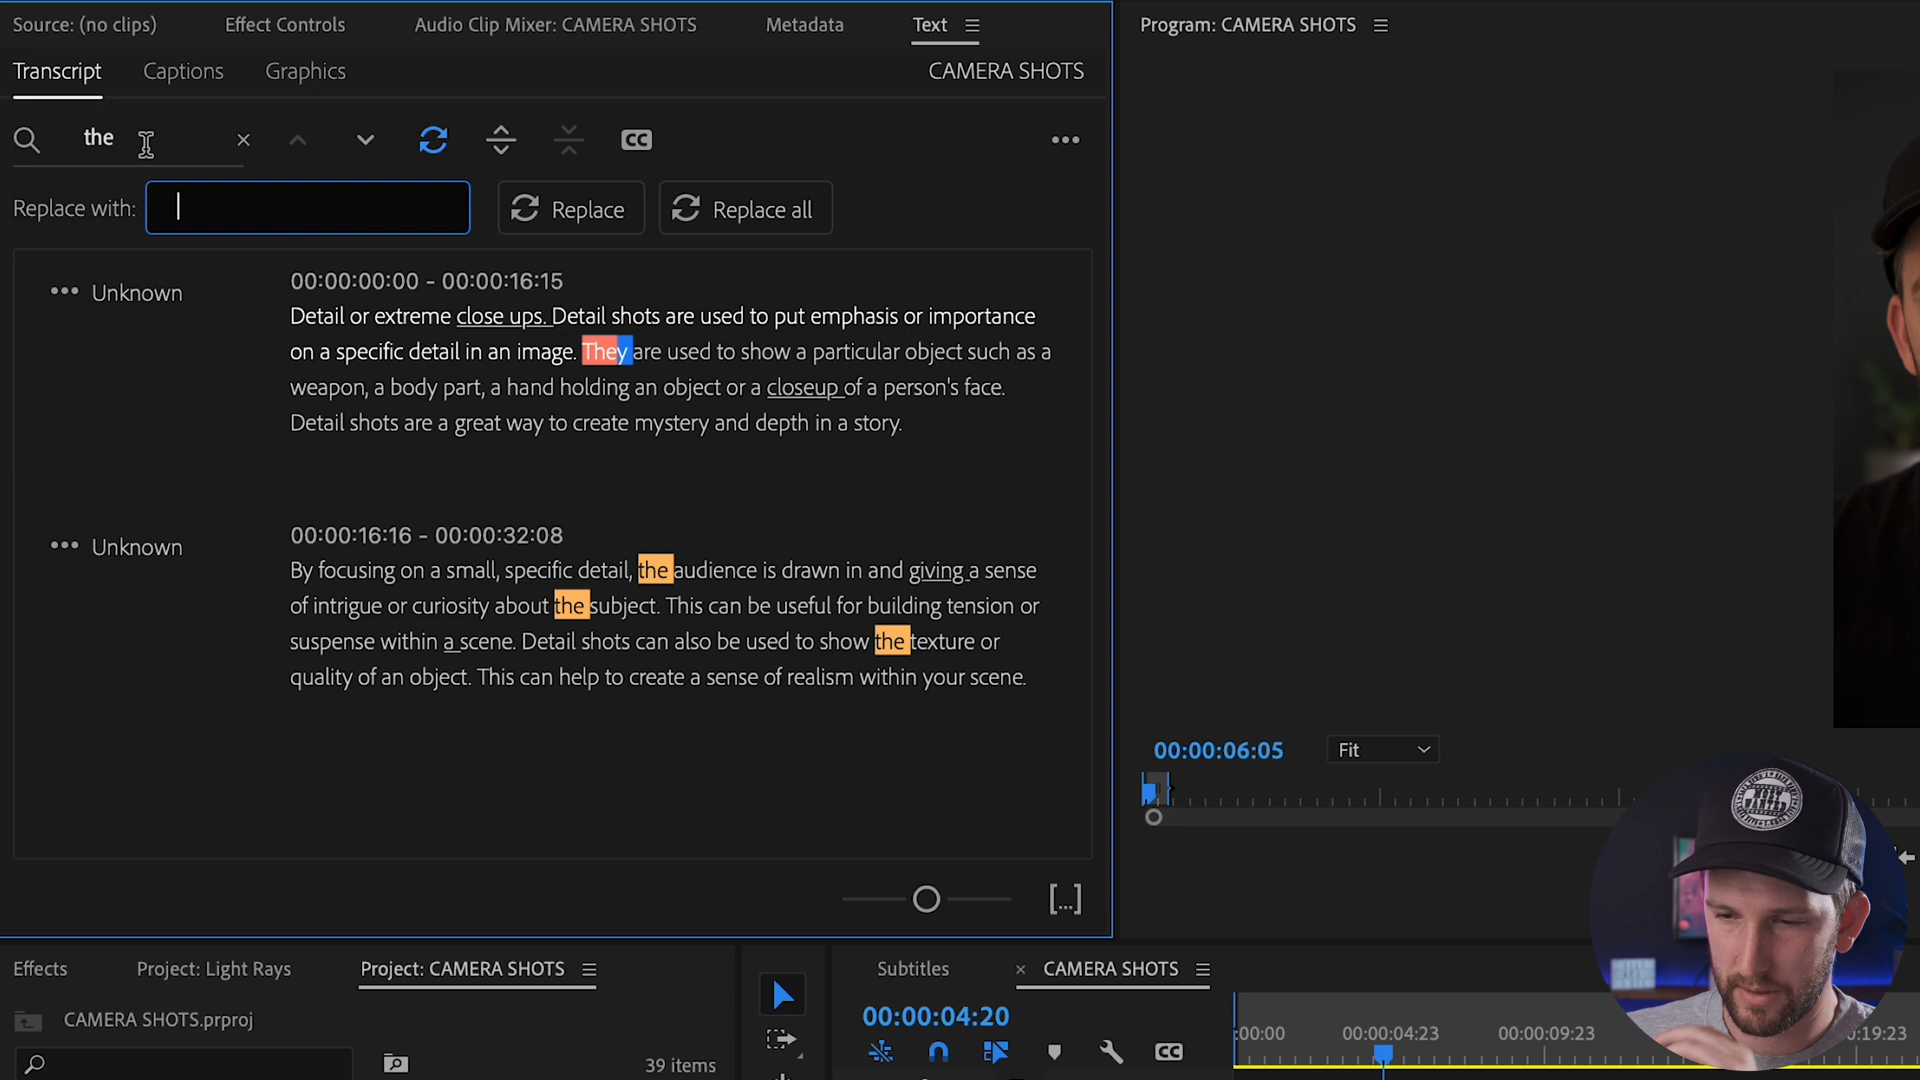 Source: (no clips) Effect Controls Audio Clip Mixer: CAMERA SHOTS Metadata Text
Program: CAMERA SHOTS
Transcript Captions Graphics CAMERA SHOTS
the
CC
Replace with: Replace Replace all
Unknown
00:00:00:00 - 00:00:16:15
Detail or extreme close ups. Detail shots are used to put emphasis or importance
on a specific detail in an image. They are used to show a particular object such as a
weapon, a body part, a hand holding an object or a closeup of a person's face.
Detail shots are a great way to create mystery and depth in a story.
Unknown
00:00:16:16 - 00:00:32:08
By focusing on a small, specific detail, the audience is drawn in and giving a sense
of intrigue or curiosity about the subject. This can be useful for building tension or
suspense within a scene. Detail shots can also be used to show the texture or
quality of an object. This can help to create a sense of realism within your scene.
[...]
00:00:06:05 Fit
MOST
WANTED
Effects Project: Light Rays Project: CAMERA SHOTS
CAMERA SHOTS.prproj
39 items
Subtitles × CAMERA SHOTS
00:00:04:20
CC
:00:00 00:00:04:23 00:00:09:23 :19:23